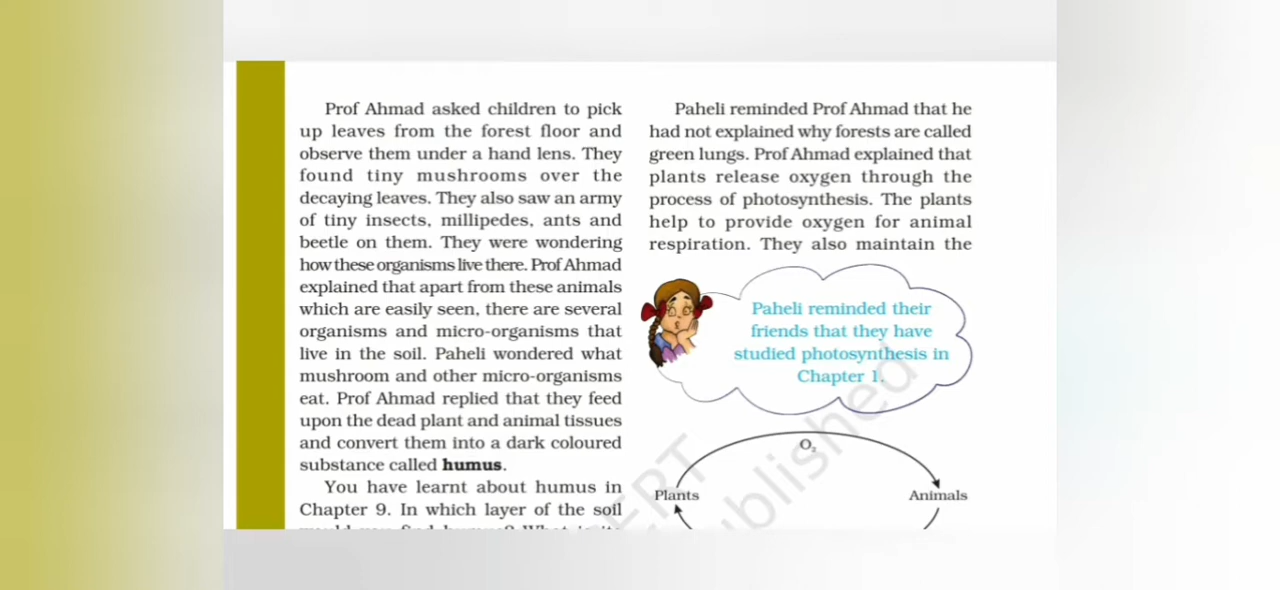 Prof Ahmad asked children to pick
up leaves from the forest floor and
observe them under a hand lens. They
found tiny mushrooms over the
decaying leaves. They also saw an army
of tiny insects, millipedes, ants and
beetle on them. They were wondering
how these organisms live there. Prof Ahmad
explained that apart from these animals
which are easily seen, there are several
organisms and micro-organisms that
live in the soil. Paheli wondered what
mushroom and other micro-organisms
eat. Prof Ahmad replied that they feed
upon the dead plant and animal tissues
and convert them into a dark coloured
substance called humus.
You have learnt about humus in
Chapter 9. In which layer of the soil
Paheli reminded Prof Ahmad that he
had not explained why forests are called
green lungs. Prof Ahmad explained that
plants release oxygen through the
process of photosynthesis. The plants
help to provide oxygen for animal
respiration. They also maintain the
Paheli reminded their
friends that they have
studied photosynthesis in
Chapter 1.
O₂
Plants
Animals